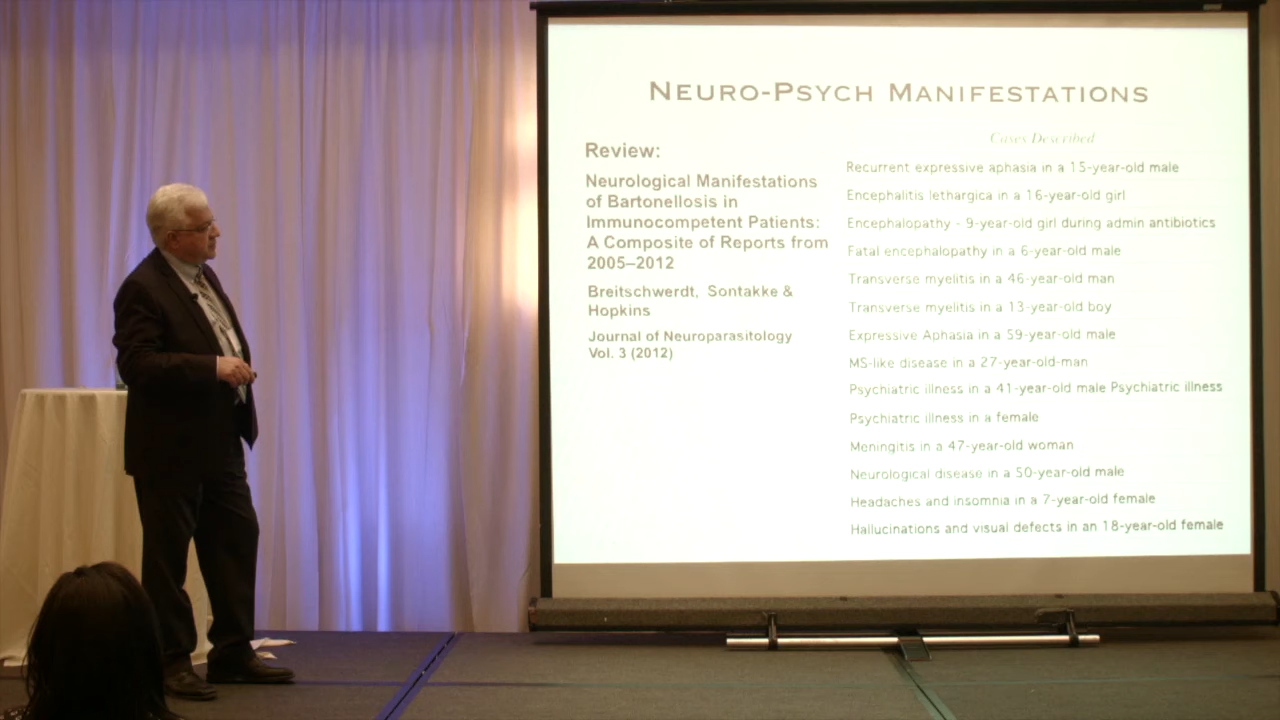 NEURO-PSYCH MANIFESTATIONS
Review:
Neurological Manifestations
of Bartonellosis in
Immunocompetent Patients:
A Composite of Reports from
2005–2012
Breitschwerdt, Sontakke &
Hopkins
Journal of Neuroparasitology
Vol. 3 (2012)
Cases Described
Recurrent expressive aphasia in a 15-year-old male
Encephalitis lethargica in a 16-year-old girl
Encephalopathy - 9-year-old girl during admin antibiotics
Fatal encephalopathy in a 6-year-old male
Transverse myelitis in a 46-year-old man
Transverse myelitis in a 13-year-old boy
Expressive Aphasia in a 59-year-old male
MS-like disease in a 27-year-old-man
Psychiatric illness in a 41-year-old male Psychiatric illness
Psychiatric illness in a female
Meningitis in a 47-year-old woman
Neurological disease in a 50-year-old male
Headaches and insomnia in a 7-year-old female
Hallucinations and visual defects in an 18-year-old female